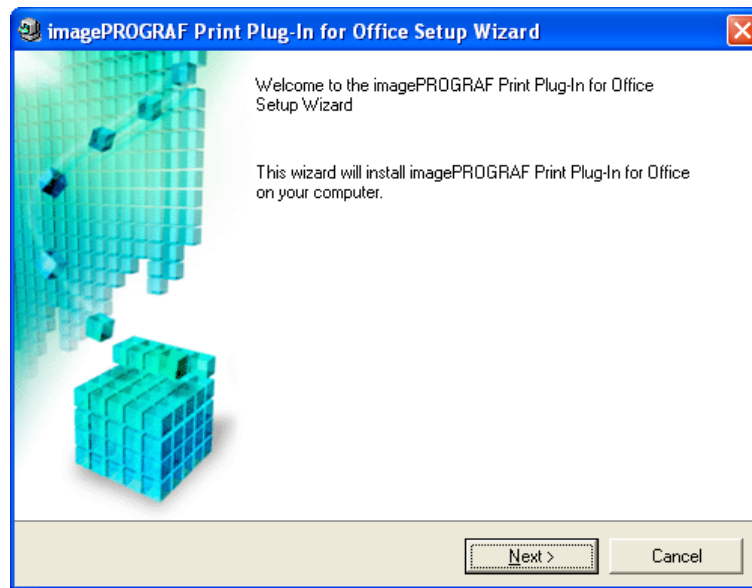 imagePROGRAF Print Plug-In for Office Setup Wizard
Welcome to the imagePROGRAF Print Plug-In for Office
Setup Wizard
This wizard will install imagePROGRAF Print Plug-In for Office
on your computer.
Next >
Cancel